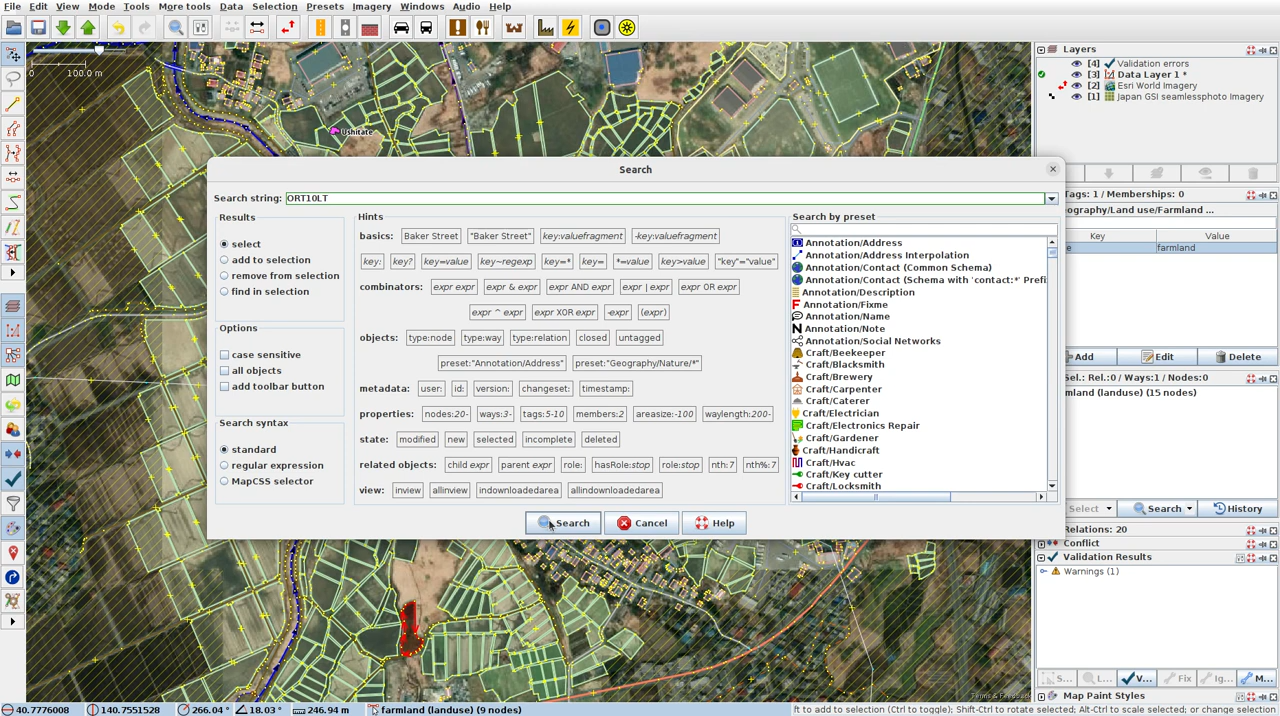 File Edit View Mode Tools More tools Data Selection Presets Imagery Windows Audio Help
0 100.0 m
Ushitate
Layers
[4] Validation errors
[3] Data Layer 1 *
[2] Esri World Imagery
[1] Japan GSI seamlessphoto Imagery
Search
Search string: ORT10LT
Results
select
add to selection
remove from selection
find in selection
Options
case sensitive
all objects
add toolbar button
Search syntax
standard
regular expression
MapCSS selector
Hints
basics: Baker Street "Baker Street" key:valuefragment -key:valuefragment
key: key? key=value key~regexp key=* key= *=value key>value "key"="value"
combinators: expr expr expr & expr expr AND expr expr | expr expr OR expr
expr ^ expr expr XOR expr -expr (expr)
objects: type:node type:way type:relation closed untagged
preset:"Annotation/Address" preset:"Geography/Nature/*"
metadata: user: id: version: changeset: timestamp:
properties: nodes:20- ways:3- tags:5-10 members:2 areasize:-100 waylength:200-
state: modified new selected incomplete deleted
related objects: child expr parent expr role: hasRole:stop role:stop nth:7 nth%:7
view: inview allinview indownloadedarea allindownloadedarea
Search by preset
Annotation/Address
Annotation/Address Interpolation
Annotation/Contact (Common Schema)
Annotation/Contact (Schema with 'contact:*' Prefi
Annotation/Description
Annotation/Fixme
Annotation/Name
Annotation/Note
Annotation/Social Networks
Craft/Beekeeper
Craft/Blacksmith
Craft/Brewery
Craft/Carpenter
Craft/Caterer
Craft/Electrician
Craft/Electronics Repair
Craft/Gardener
Craft/Handicraft
Craft/Hvac
Craft/Key cutter
Craft/Locksmith
Search Cancel Help
Tags: 1 / Memberships: 0
ography/Land use/Farmland ...
Key Value
e farmland
Add Edit Delete
Sel.: Rel.:0 / Ways:1 / Nodes:0
rmland (landuse) (15 nodes)
Select Search History
Relations: 20
Conflict
Validation Results
Warnings (1)
S... L... V... Fix Ig... M...
Map Paint Styles
Terms & Feedback
40.7776008 140.7551528 266.04° 18.03° 246.94 m farmland (landuse) (9 nodes) ft to add to selection (Ctrl to toggle); Shift-Ctrl to rotate selected; Alt-Ctrl to scale selected; or change selection